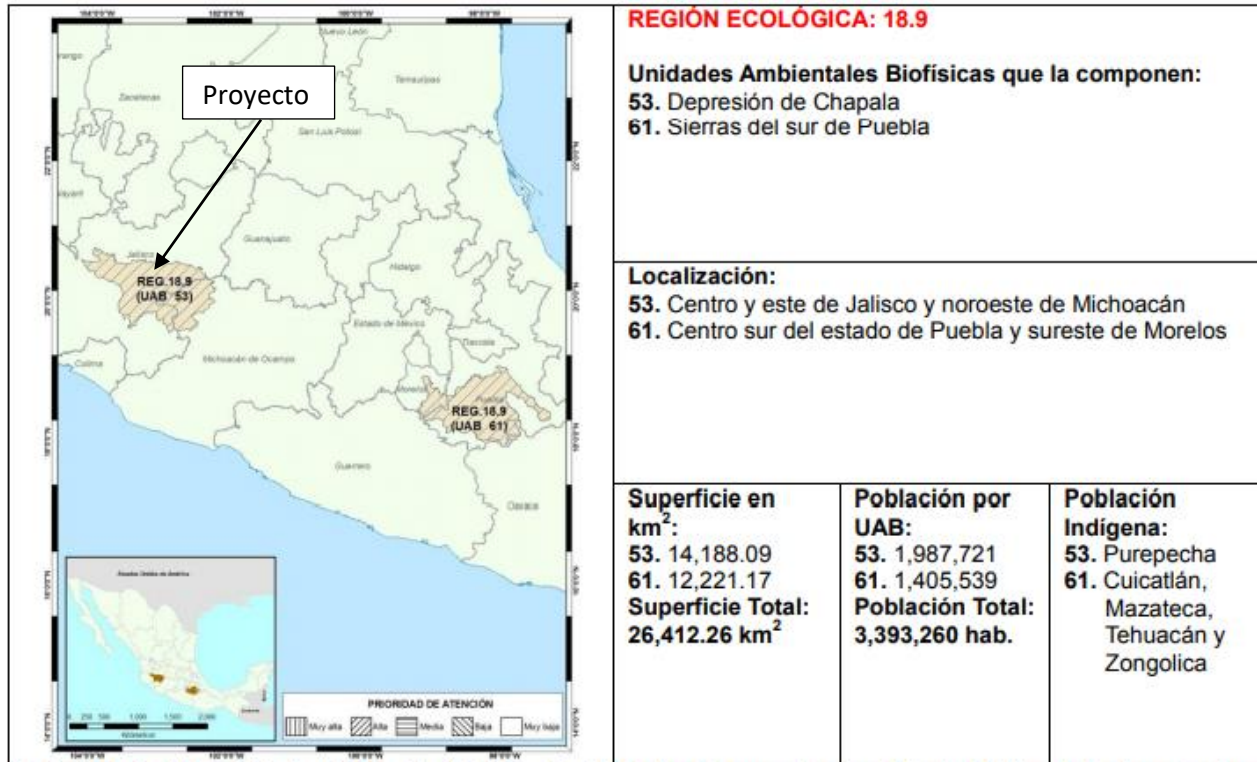 Proyecto
Nuevo León
Tamaulipas
Zacatecas
San Luis Potosí
Guanajuato
Jalisco
Hidalgo
REG.18.9
(UAB 53)
Estado de México
Michoacán de Ocampo
Colima
Morelos
Puebla
REG.18.9
(UAB 61)
Guerrero
Oaxaca
Estados Unidos de América
PRIORIDAD DE ATENCIÓN
Muy alta Alta Media Baja Muy baja
REGIÓN ECOLÓGICA: 18.9
Unidades Ambientales Biofísicas que la componen:
53. Depresión de Chapala
61. Sierras del sur de Puebla
Localización:
53. Centro y este de Jalisco y noroeste de Michoacán
61. Centro sur del estado de Puebla y sureste de Morelos
Superficie en
km2:
53. 14,188.09
61. 12,221.17
Superficie Total:
26,412.26 km2
Población por
UAB:
53. 1,987,721
61. 1,405,539
Población Total:
3,393,260 hab.
Población
Indígena:
53. Purepecha
61. Cuicatlán,
Mazateca,
Tehuacán y
Zongolica